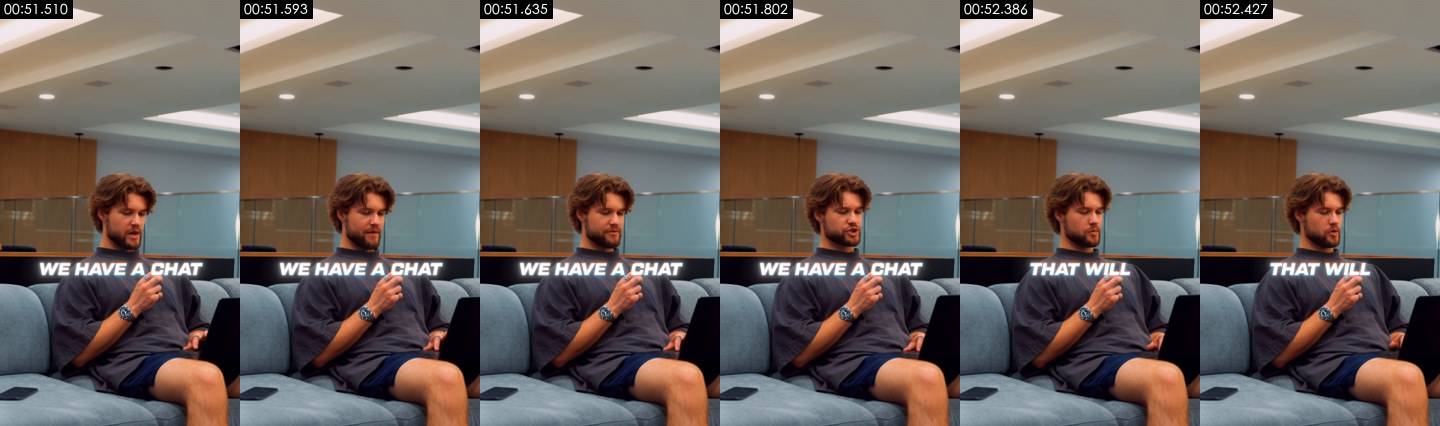 00:51.510
00:51.593
00:51.635
00:51.802
00:52.386
00:52.427
WE HAVE A CHAT
WE HAVE A CHAT
WE HAVE A CHAT
WE HAVE A CHAT
THAT WILL
THAT WILL